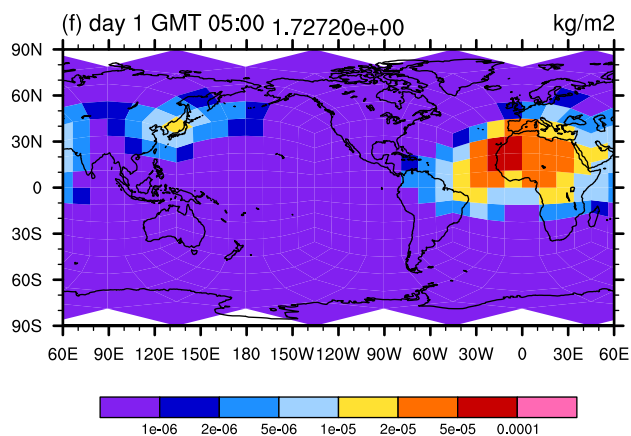 (f) day 1 GMT 05:00 1.72720e+00 kg/m2
90N
60N
30N
0
30S
60S
90S
60E 90E 120E 150E 180 150W 120W 90W 60W 30W 0 30E 60E
1e-06 2e-06 5e-06 1e-05 2e-05 5e-05 0.0001